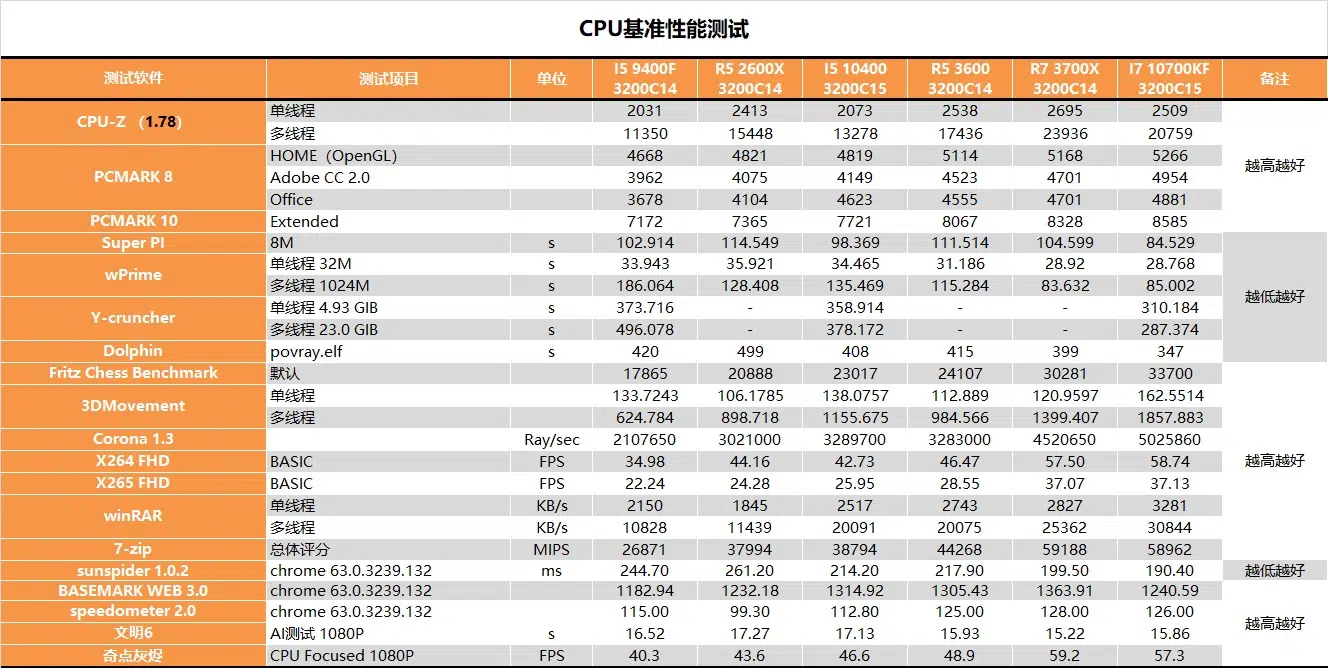 CPU基准性能测试
测试软件 测试项目 单位 I5 9400F 3200C14 R5 2600X 3200C14 I5 10400 3200C15 R5 3600 3200C14 R7 3700X 3200C14 I7 10700KF 3200C15 备注
CPU-Z （1.78） 单线程 2031 2413 2073 2538 2695 2509
多线程 11350 15448 13278 17436 23936 20759
PCMARK 8 HOME（OpenGL） 4668 4821 4819 5114 5168 5266 越高越好
Adobe CC 2.0 3962 4075 4149 4523 4701 4954
Office 3678 4104 4623 4555 4701 4881
PCMARK 10 Extended 7172 7365 7721 8067 8328 8585
Super PI 8M s 102.914 114.549 98.369 111.514 104.599 84.529
wPrime 单线程 32M s 33.943 35.921 34.465 31.186 28.92 28.768
多线程 1024M s 186.064 128.408 135.469 115.284 83.632 85.002 越低越好
Y-cruncher 单线程 4.93 GIB s 373.716 - 358.914 - - 310.184
多线程 23.0 GIB s 496.078 - 378.172 - - 287.374
Dolphin povray.elf s 420 499 408 415 399 347
Fritz Chess Benchmark 默认 17865 20888 23017 24107 30281 33700
3DMovement 单线程 133.7243 106.1785 138.0757 112.889 120.9597 162.5514
多线程 624.784 898.718 1155.675 984.566 1399.407 1857.883
Corona 1.3 Ray/sec 2107650 3021000 3289700 3283000 4520650 5025860
X264 FHD BASIC FPS 34.98 44.16 42.73 46.47 57.50 58.74 越高越好
X265 FHD BASIC FPS 22.24 24.28 25.95 28.55 37.07 37.13
winRAR 单线程 KB/s 2150 1845 2517 2743 2827 3281
多线程 KB/s 10828 11439 20091 20075 25362 30844
7-zip 总体评分 MIPS 26871 37994 38794 44268 59188 58962
sunspider 1.0.2 chrome 63.0.3239.132 ms 244.70 261.20 214.20 217.90 199.50 190.40 越低越好
BASEMARK WEB 3.0 chrome 63.0.3239.132 1182.94 1232.18 1314.92 1305.43 1363.91 1240.59
speedometer 2.0 chrome 63.0.3239.132 115.00 99.30 112.80 125.00 128.00 126.00 越高越好
文明6 AI测试 1080P s 16.52 17.27 17.13 15.93 15.22 15.86
奇点灰烬 CPU Focused 1080P FPS 40.3 43.6 46.6 48.9 59.2 57.3